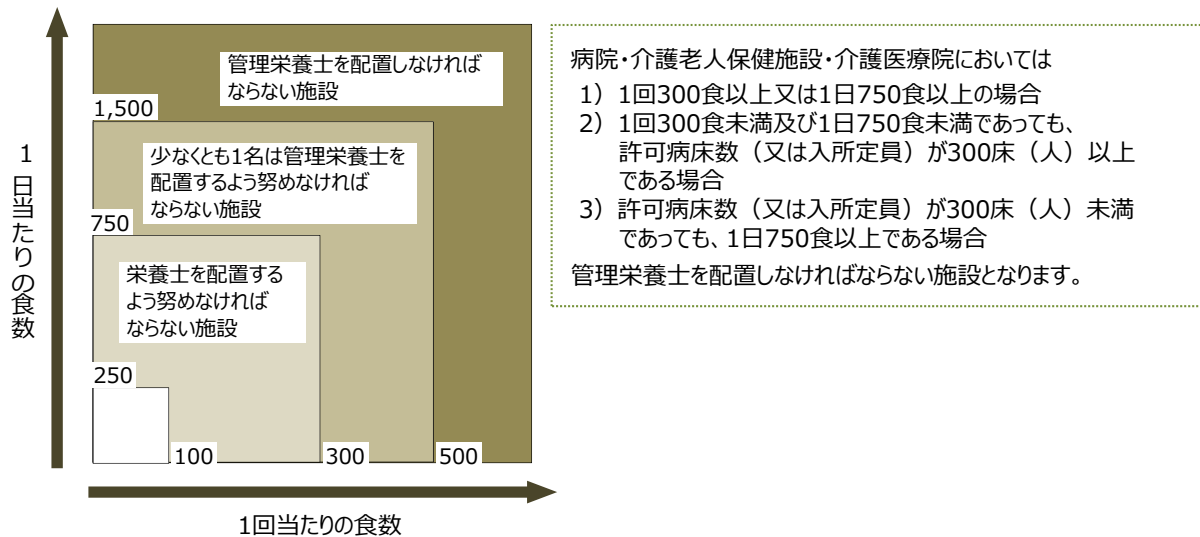 管理栄養士を配置しなければ
ならない施設
1,500
少なくとも1名は管理栄養士を
配置するよう努めなければ
ならない施設
750
栄養士を配置する
よう努めなければ
ならない施設
250
100
300
500
1日当たりの食数
1回当たりの食数
病院・介護老人保健施設・介護医療院においては
1）1回300食以上又は1日750食以上の場合
2）1回300食未満及び1日750食未満であっても、
許可病床数（又は入所定員）が300床（人）以上
である場合
3）許可病床数（又は入所定員）が300床（人）未満
であっても、1日750食以上である場合
管理栄養士を配置しなければならない施設となります。